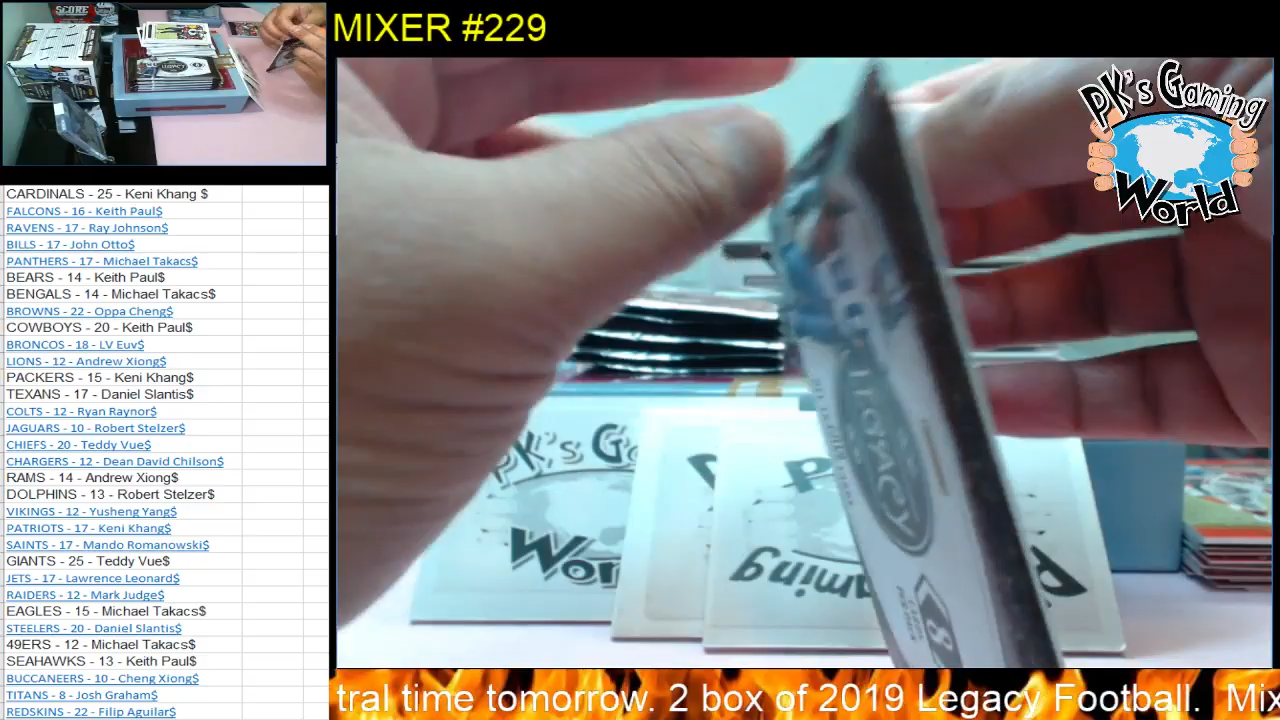 SCORE
MIXER #229
PK's Gaming
World
CARDINALS - 25 - Keni Khang $
FALCONS - 16 - Keith Paul$
RAVENS - 17 - Ray Johnson$
BILLS - 17 - John Otto$
PANTHERS - 17 - Michael Takacs$
BEARS - 14 - Keith Paul$
BENGALS - 14 - Michael Takacs$
BROWNS - 22 - Oppa Cheng$
COWBOYS - 20 - Keith Paul$
BRONCOS - 18 - LV Euv$
LIONS - 12 - Andrew Xiong$
PACKERS - 15 - Keni Khang$
TEXANS - 17 - Daniel Slantis$
COLTS - 12 - Ryan Raynor$
JAGUARS - 10 - Robert Stelzer$
CHIEFS - 20 - Teddy Vue$
CHARGERS - 12 - Dean David Chilson$
RAMS - 14 - Andrew Xiong$
DOLPHINS - 13 - Robert Stelzer$
VIKINGS - 12 - Yusheng Yang$
PATRIOTS - 17 - Keni Khang$
SAINTS - 17 - Mando Romanowski$
GIANTS - 25 - Teddy Vue$
JETS - 17 - Lawrence Leonard$
RAIDERS - 12 - Mark Judge$
EAGLES - 15 - Michael Takacs$
STEELERS - 20 - Daniel Slantis$
49ERS - 12 - Michael Takacs$
SEAHAWKS - 13 - Keith Paul$
BUCCANEERS - 10 - Cheng Xiong$
TITANS - 8 - Josh Graham$
REDSKINS - 22 - Filip Aguilar$
LEGACY
8
PK's G
Wor
P
aming
P
tral time tomorrow. 2 box of 2019 Legacy Football. Mix